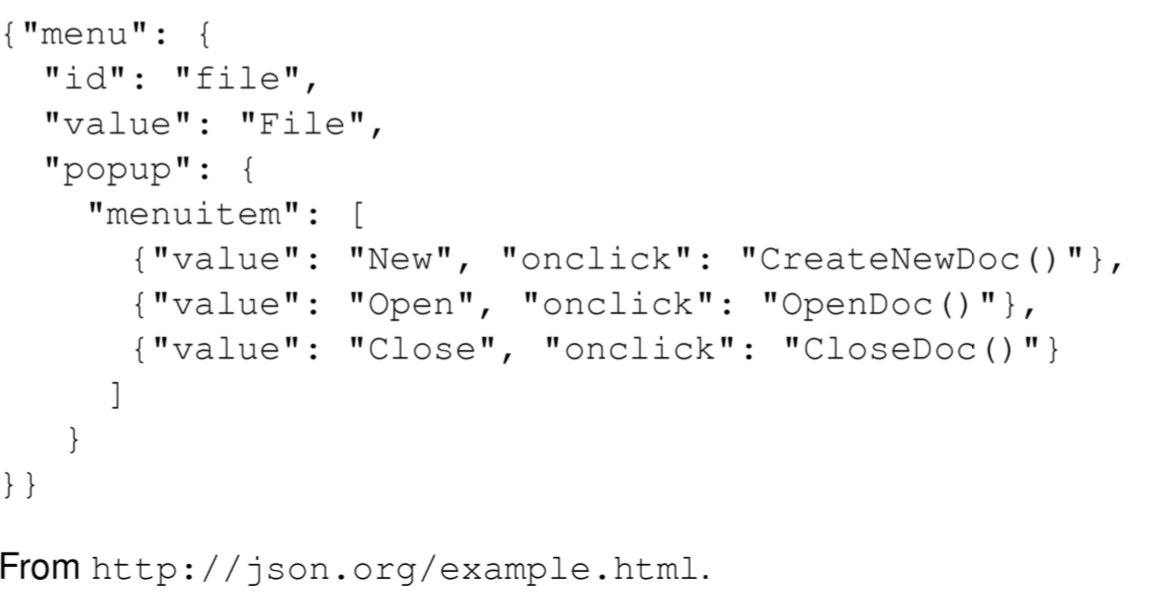 {"menu": {
  "id": "file",
  "value": "File",
  "popup": {
    "menuitem": [
      {"value": "New", "onclick": "CreateNewDoc()"},
      {"value": "Open", "onclick": "OpenDoc()"},
      {"value": "Close", "onclick": "CloseDoc()"}
     ]
   }
}}
From http://json.org/example.html.